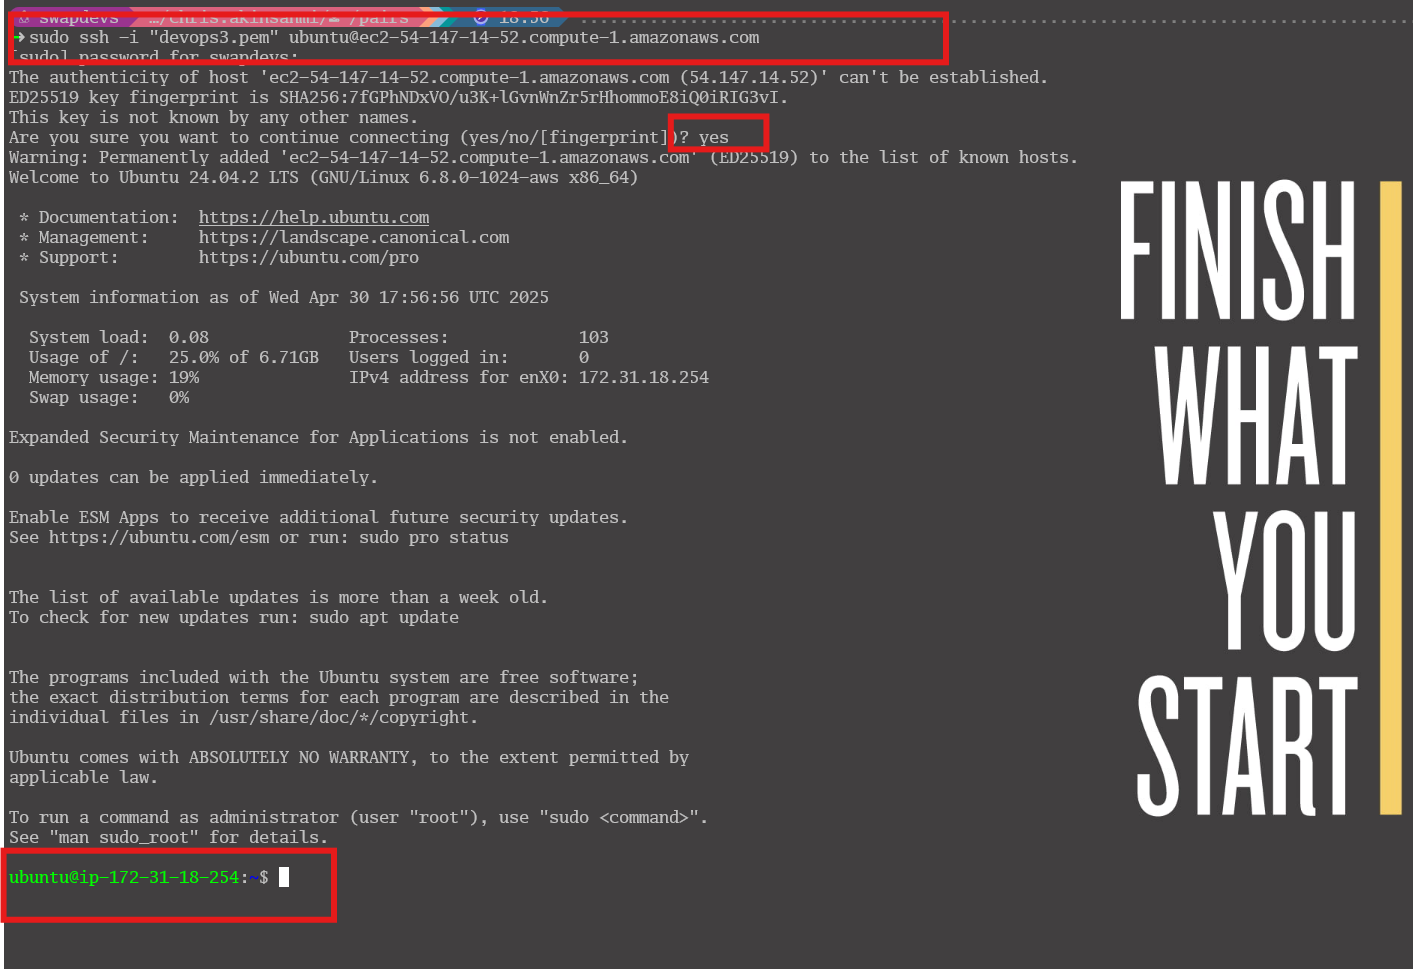 swapdevs …/chris.akinsanmi/ /pairs 18:56
➜ sudo ssh -i "devops3.pem" ubuntu@ec2-54-147-14-52.compute-1.amazonaws.com
[sudo] password for swapdevs:
The authenticity of host 'ec2-54-147-14-52.compute-1.amazonaws.com (54.147.14.52)' can't be established.
ED25519 key fingerprint is SHA256:7fGPhNDxVO/u3K+lGvnWnZr5rHhommoE8iQ0iRIG3vI.
This key is not known by any other names.
Are you sure you want to continue connecting (yes/no/[fingerprint])? yes
Warning: Permanently added 'ec2-54-147-14-52.compute-1.amazonaws.com' (ED25519) to the list of known hosts.
Welcome to Ubuntu 24.04.2 LTS (GNU/Linux 6.8.0-1024-aws x86_64)
* Documentation: https://help.ubuntu.com
* Management: https://landscape.canonical.com
* Support: https://ubuntu.com/pro
System information as of Wed Apr 30 17:56:56 UTC 2025
System load: 0.08 Processes: 103
Usage of /: 25.0% of 6.71GB Users logged in: 0
Memory usage: 19% IPv4 address for enX0: 172.31.18.254
Swap usage: 0%
Expanded Security Maintenance for Applications is not enabled.
0 updates can be applied immediately.
Enable ESM Apps to receive additional future security updates.
See https://ubuntu.com/esm or run: sudo pro status
The list of available updates is more than a week old.
To check for new updates run: sudo apt update
The programs included with the Ubuntu system are free software;
the exact distribution terms for each program are described in the
individual files in /usr/share/doc/*/copyright.
Ubuntu comes with ABSOLUTELY NO WARRANTY, to the extent permitted by
applicable law.
To run a command as administrator (user "root"), use "sudo <command>".
See "man sudo_root" for details.
ubuntu@ip-172-31-18-254:~$
FINISH
WHAT
YOU
START